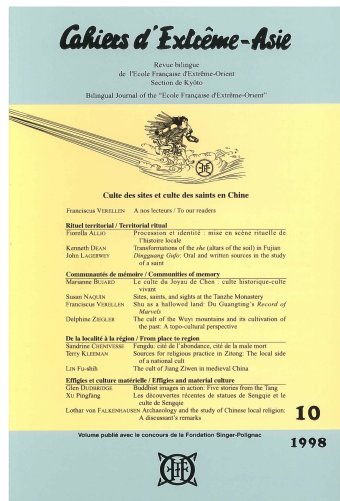 Cahiers d'Extrême-Asie
Revue bilingue
de l'Ecole Française d'Extrême-Orient
Section de Kyôto
Bilingual Journal of the "Ecole Française d'Extrême-Orient"
Culte des sites et culte des saints en Chine
Franciscus VERELLEN A nos lecteurs / To our readers
Rituel territorial / Territorial ritual
Fiorella ALLIO Procession et identité : mise en scène rituelle de
l'histoire locale
Kenneth DEAN Transformations of the she (altars of the soil) in Fujian
John LAGERWEY Dingguang Gufo: Oral and written sources in the study
of a saint
Communautés de mémoire / Communities of memory
Marianne BUJARD Le culte du Joyau de Chen : culte historique-culte
vivant
Susan NAQUIN Sites, saints, and sights at the Tanzhe Monastery
Franciscus VERELLEN Shu as a hallowed land: Du Guangting's Record of
Marvels
Delphine ZIEGLER The cult of the Wuyi mountains and its cultivation of
the past: A topo-cultural perspective
De la localité à la région / From place to region
Sandrine CHENIVESSE Fengdu: cité de l'abondance, cité de la male mort
Terry KLEEMAN Sources for religious practice in Zitong: The local side
of a national cult
LIN Fu-shih The cult of Jiang Ziwen in medieval China
Effigies et culture matérielle / Effigies and material culture
Glen DUDBRIDGE Buddhist images in action: Five stories from the Tang
XU Pingfang Les découvertes récentes de statues de Sengqie et le
culte de Sengqie
Lothar von FALKENHAUSEN Archaeology and the study of Chinese local religion:
A discussant's remarks
10
Volume publié avec le concours de la Fondation Singer-Polignac
1998